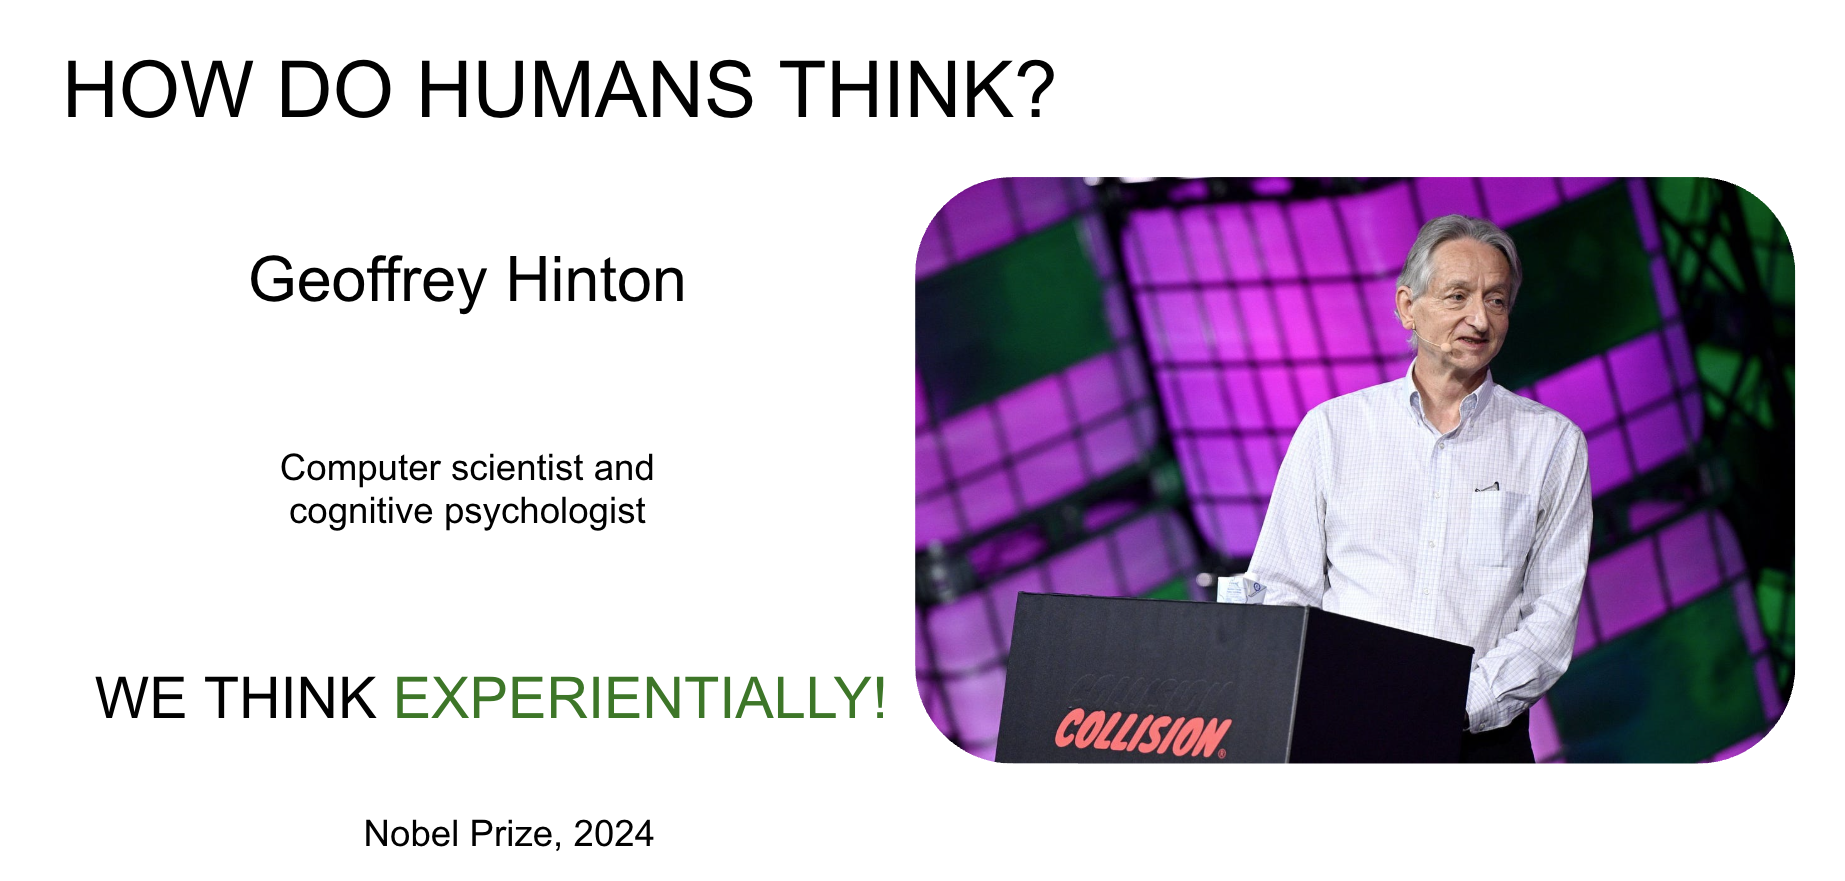 HOW DO HUMANS THINK?
Geoffrey Hinton
Computer scientist and
cognitive psychologist
WE THINK EXPERIENTIALLY!
Nobel Prize, 2024
COLLISION®